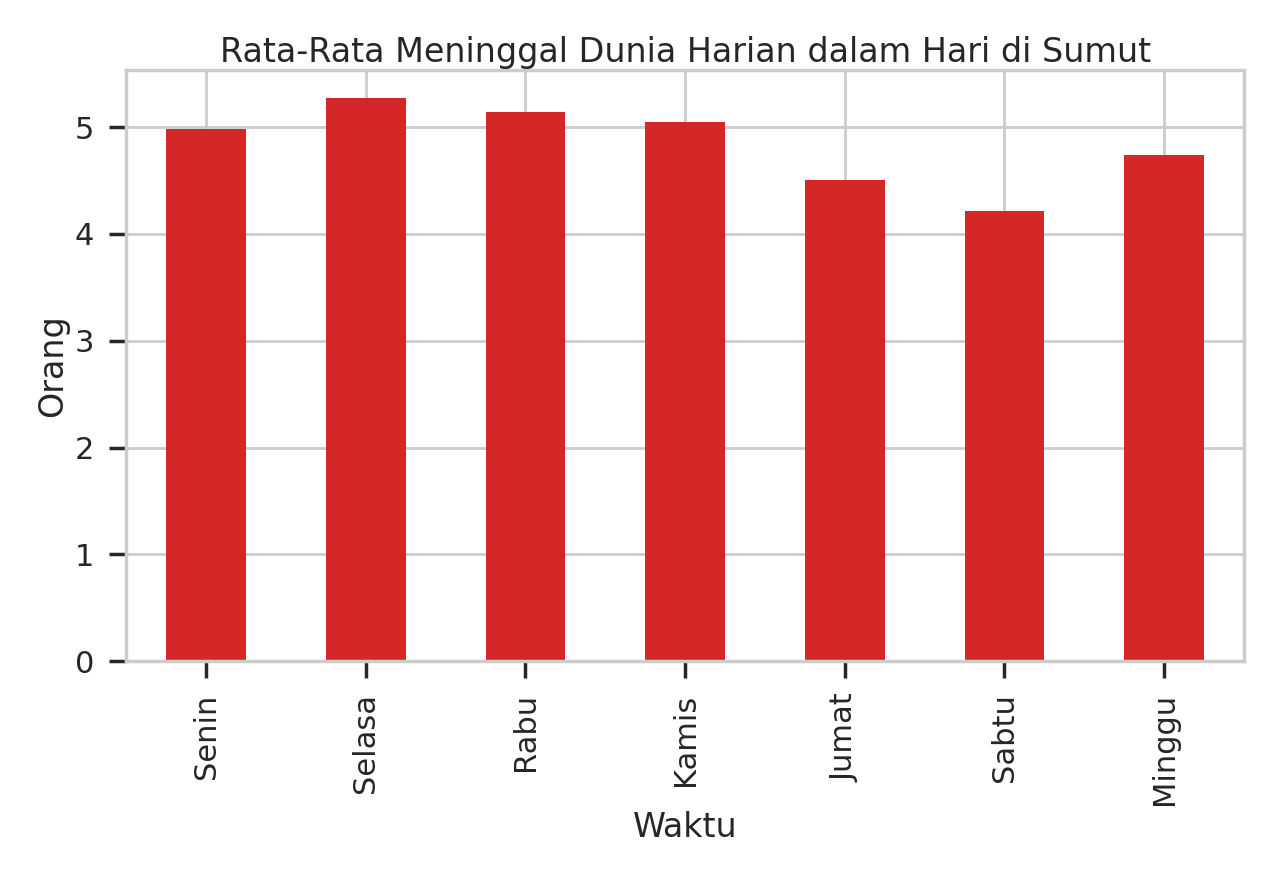 Rata-Rata Meninggal Dunia Harian dalam Hari di Sumut
5
4
3
2
1
0
Orang
Senin
Selasa
Rabu
Kamis
Jumat
Sabtu
Minggu
Waktu